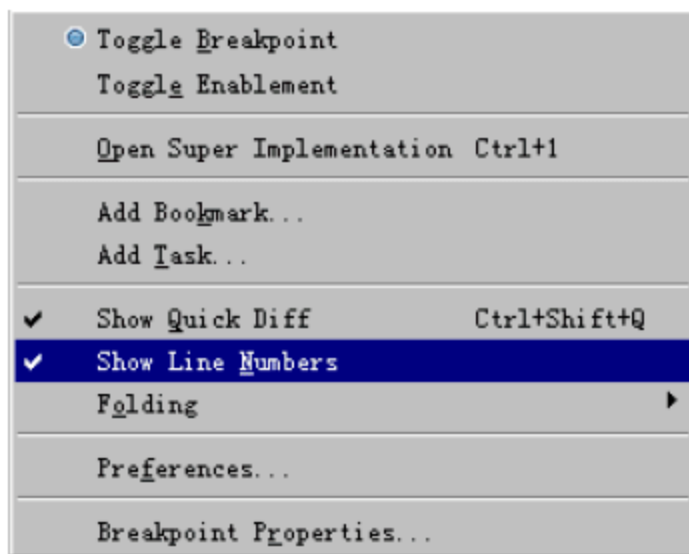 Toggle Breakpoint
Toggle Enablement
Open Super Implementation Ctrl+1
Add Bookmark...
Add Task...
Show Quick Diff Ctrl+Shift+Q
Show Line Numbers
Folding
Preferences...
Breakpoint Properties...